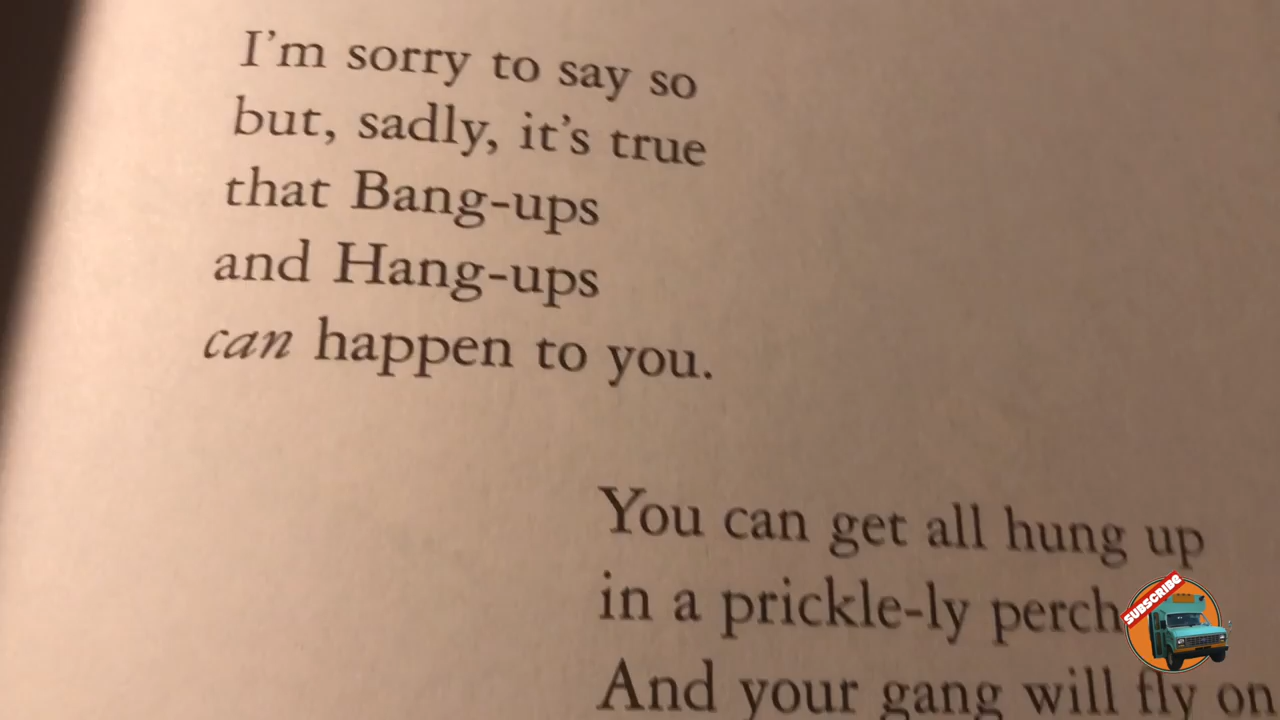 I'm sorry to say so
but, sadly, it's true
that Bang-ups
and Hang-ups
can happen to you.
You can get all hung up
in a prickle-ly perch
And your gang will fly on
SUBSCRIBE